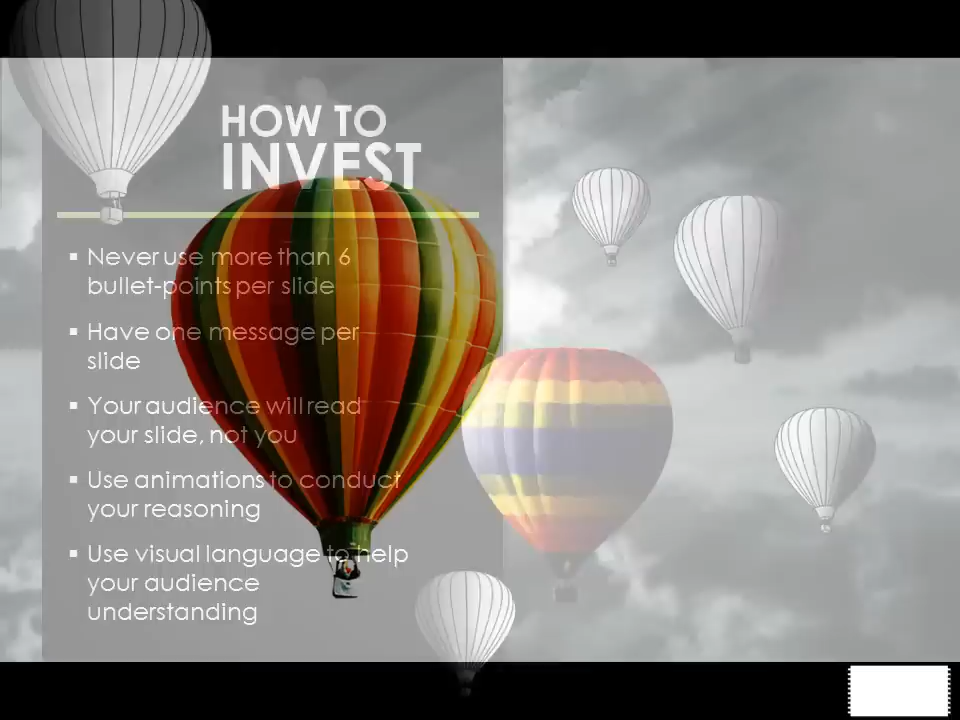 HOW TO
INVEST
▪ Never use more than 6
bullet-points per slide
▪ Have one message per
slide
▪ Your audience will read
your slide, not you
▪ Use animations to conduct
your reasoning
▪ Use visual language to help
your audience
understanding